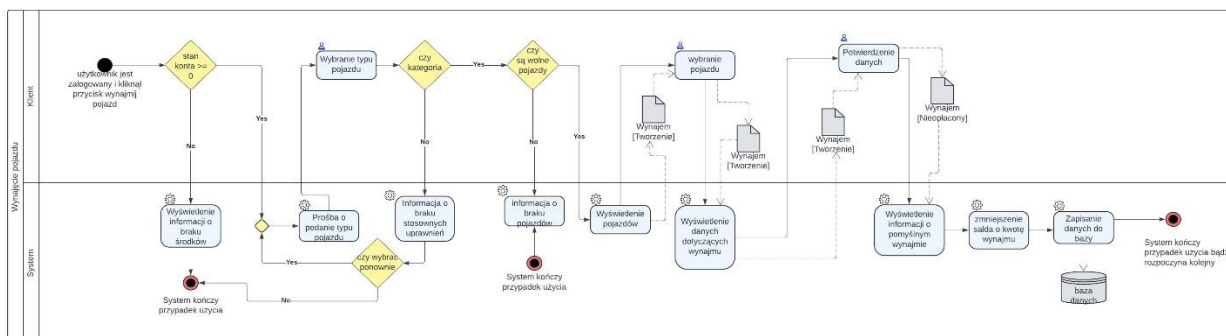 Wynajęcie pojazdu
Klient
użytkownik jest
zalogowany i kliknął
przycisk wynajmij
pojazd
stan
konta >=
0
Yes
No
Wybranie typu
pojazdu
czy
kategoria
Yes
No
czy
są wolne
pojazdy
Yes
No
wybranie
pojazdu
Wynajem
[Tworzenie]
Wynajem
[Tworzenie]
Potwierdzenie
danych
Wynajem
[Tworzenie]
Wynajem
[Nieopłacony]
System
Wyświetlenie
informacji o
braku
środków
System kończy
przypadek użycia
Prośba o
podanie typu
pojazdu
Informacja o
braku
stosownych
uprawnień
czy wybrac
ponownie
Yes
No
informacja o
braku pojazdów
System kończy
przypadek użycia
Wyświetlenie
pojazdów
Wyświetlenie
danych
dotyczących
wynajmu
Wyświetlenie
informacji o
pomyślnym
wynajmie
zmniejszenie
salda o kwotę
wynajmu
Zapisanie
danych do
bazy
baza
danych
System kończy
przypadek uzycia bądź
rozpoczyna kolejny